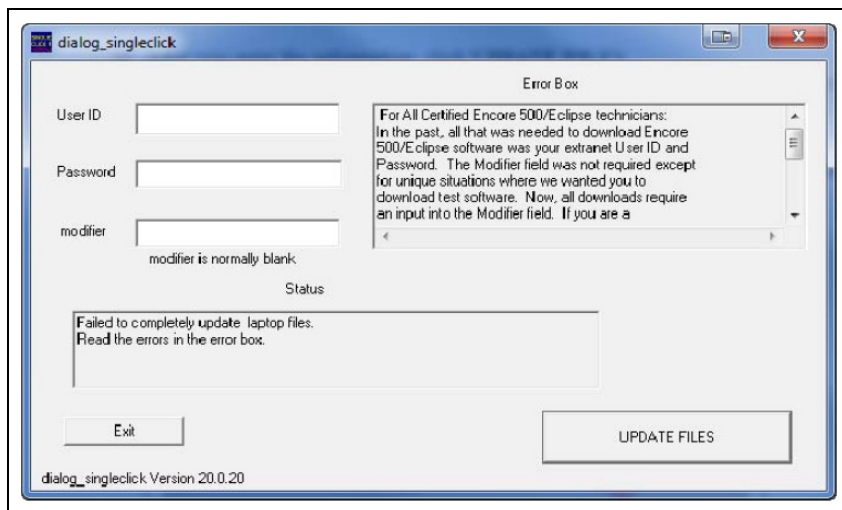 dialog_singleclick
Error Box
User ID
For All Certified Encore 500/Eclipse technicians:
In the past, all that was needed to download Encore
500/Eclipse software was your extranet User ID and
Password.  The Modifier field was not required except
for unique situations where we wanted you to
download test software.  Now, all downloads require
an input into the Modifier field.  If you are a
Password
modifier
modifier is normally blank
Status
Failed to completely update  laptop files.
Read the errors in the error box.
Exit
UPDATE FILES
dialog_singleclick Version 20.0.20